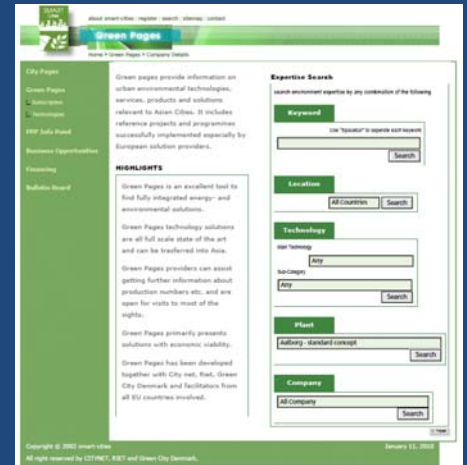 SMART
Cities
about smart-cities | register | search | sitemap | contact
Green Pages
Home > Green Pages > Company Details
City Pages
Green Pages
Subscription
Technologies
PPP Info Point
Business Opportunities
Financing
Bulletin Board
Green pages provide information on
urban environmental technologies,
services, products and solutions
relevant to Asian Cities. It includes
reference projects and programmes
successfully implemented especially by
European solution providers.
HIGHLIGHTS
Green Pages is an excellent tool to
find fully integrated energy- and
environmental solutions.
Green Pages technology solutions
are all full scale state of the art
and can be trasferred into Asia.
Green Pages providers can assist
getting further information about
production numbers etc. and are
open for visits to most of the
sights.
Green Pages primarily presents
solutions with economic viability.
Green Pages has been developed
together with City net, Riet, Green
City Denmark and facilitators from
all EU countries involved.
Expertise Search
search environment expertise by any combination of the following
Keyword
Use "Spacebar" to separate each keyword
Search
Location
All Countries Search
Technology
Main Technology
Any
Sub-Category
Any
Search
Plant
Aalborg - standard concept
Search
Company
All Company
Search
TOP
Copyright @ 2002 smart-cities
January 11, 2010
All right reserved by CITYNET, RIET and Green City Denmark.